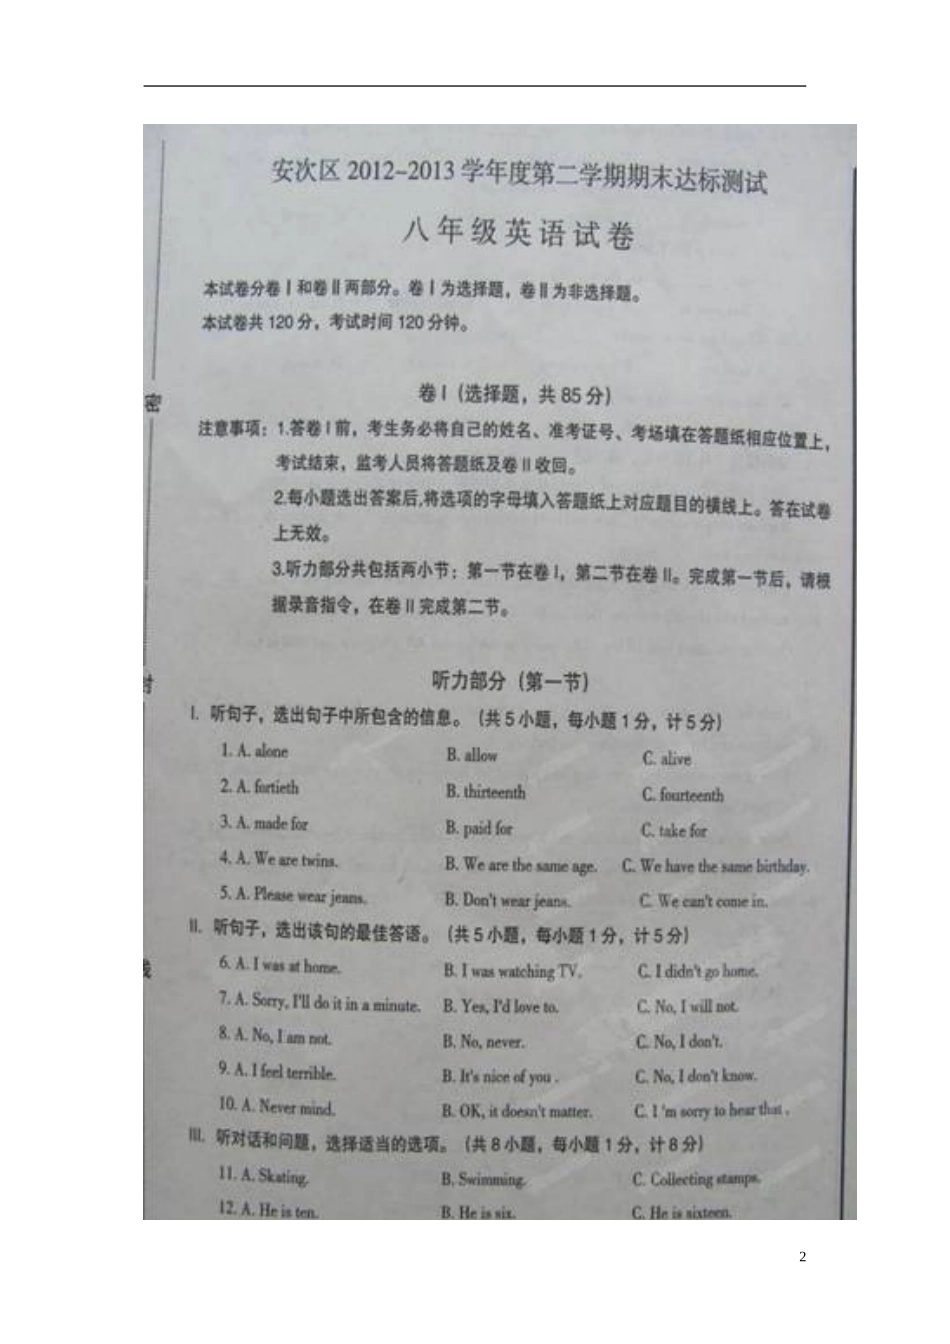 安次区 2012-2013 学年度第二学期期末达标测试
八年级英语试卷
本试卷分卷 I 和卷 II 两部分。卷 I 为选择题，卷 II 为非选择题。
本试卷共 120 分，考试时间 120 分钟。
卷 I（选择题，共 85 分）
密
注意事项：1.答卷 I 前，考生务必将自己的姓名、准考证号、考场填在答题纸相应位置上，
考试结束，监考人员将答题纸及卷 II 收回。
2.每小题选出答案后,将选项的字母填入答题纸上对应题目的横线上。答在试卷
上无效。
3.听力部分共包括两小节：第一节在卷 I，第二节在卷 II。完成第一节后，请根
据录音指令，在卷 II 完成第二节。
听力部分（第一节）
封
I. 听句子，选出句子中所包含的信息。（共 5 小题，每小题 1 分，计 5 分）
1. A. alone B. allow C. alive
2. A. fortieth B. thirteenth C. fourteenth
3. A. made for B. paid for C. take for
4. A. We are twins. B. We are the same age. C. We have the same birthday.
5. A. Please wear jeans. B. Don't wear jeans. C. We can't come in.
II. 听句子，选出该句的最佳答语。（共 5 小题，每小题 1 分，计 5 分）
线
6. A. I was at home. B. I was watching TV. C. I didn't go home.
7. A. Sorry, I'll do it in a minute. B. Yes, I'd love to. C. No, I will not.
8. A. No, I am not. B. No, never. C. No, I don't.
9. A. I feel terrible. B. It's nice of you . C. No, I don't know.
10. A. Never mind. B. OK, it doesn't matter. C. I 'm sorry to hear that .
III. 听对话和问题，选择适当的选项。（共 8 小题，每小题 1 分，计 8 分）
11. A. Skating. B. Swimming. C. Collecting stamps.
12. A. He is ten. B. He is six. C. He is sixteen.
2